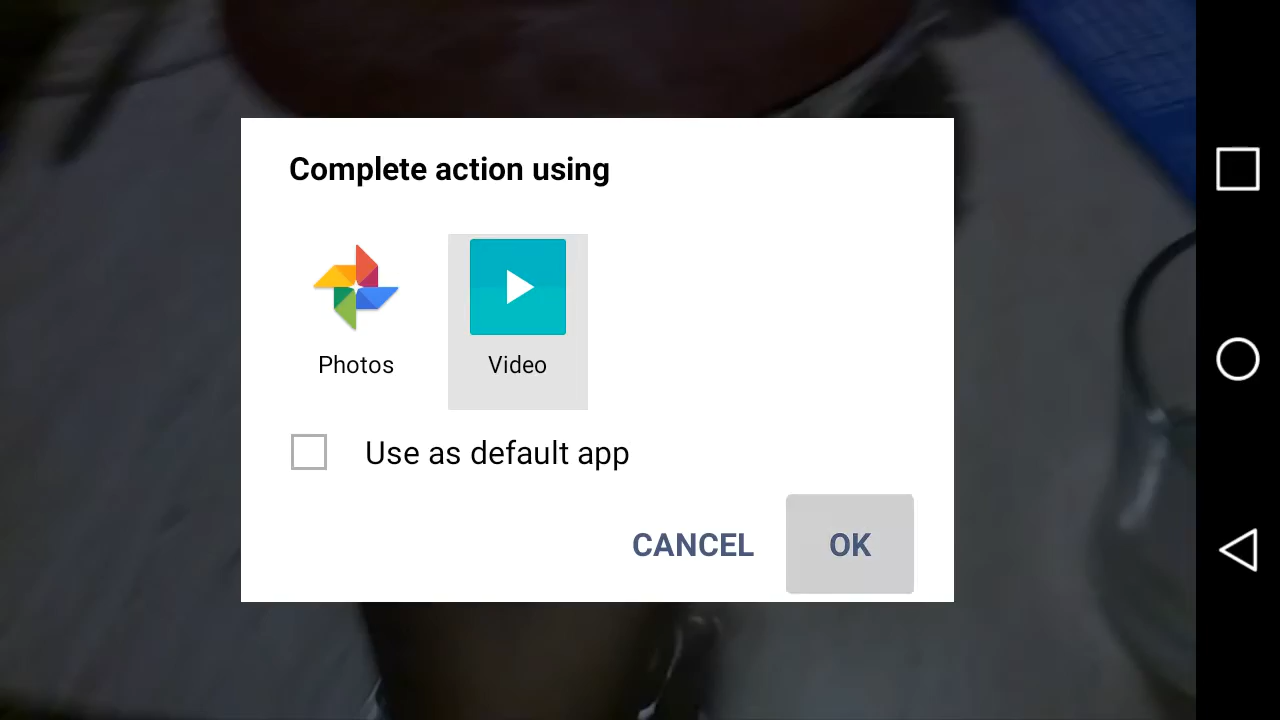 Complete action using
Photos
Video
Use as default app
CANCEL
OK